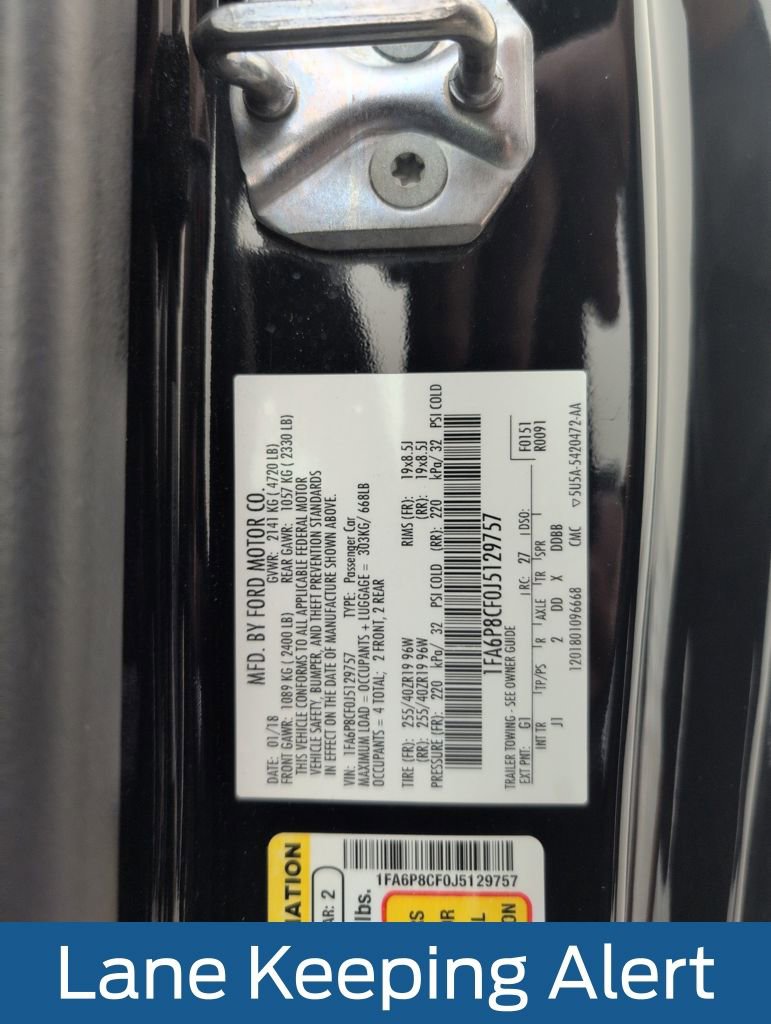 MFD. BY FORD MOTOR CO.
DATE: 01/18 GVWR: 2141 KG ( 4720 LB)
FRONT GAWR: 1089 KG ( 2400 LB) REAR GAWR: 1057 KG ( 2330 LB)
THIS VEHICLE CONFORMS TO ALL APPLICABLE FEDERAL MOTOR
VEHICLE SAFETY, BUMPER, AND THEFT PREVENTION STANDARDS
IN EFFECT ON THE DATE OF MANUFACTURE SHOWN ABOVE.
VIN: 1FA6P8CF0J5129757 TYPE: Passenger Car
MAXIMUM LOAD = OCCUPANTS + LUGGAGE = 303KG/ 668LB
OCCUPANTS = 4 TOTAL; 2 FRONT, 2 REAR
TIRE (FR): 255/40ZR19 96W RIMS (FR): 19x8.5J
(RR): 255/40ZR19 96W (RR): 19x8.5J
PRESSURE (FR): 220 kPa/ 32 PSI COLD (RR): 220 kPa/ 32 PSI COLD
1FA6P8CF0J5129757
TRAILER TOWING - SEE OWNER GUIDE F0151
EXT PNT: G1 RC: 27 DSO: R0091
INT TR TP/PS R AXLE TR SPR
J1 2 DD X DDBB
1201801096668 CMC ▽5U5A-5420472-AA
1FA6P8CF0J5129757
AR: 2
lbs.
Lane Keeping Alert